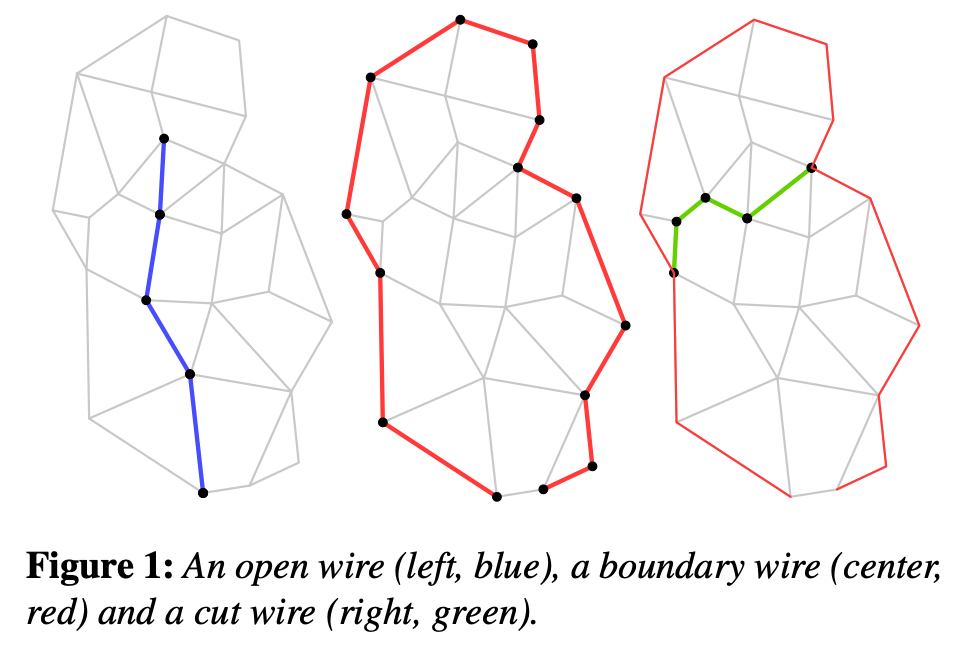 Figure 1: An open wire (left, blue), a boundary wire (center,
red) and a cut wire (right, green).